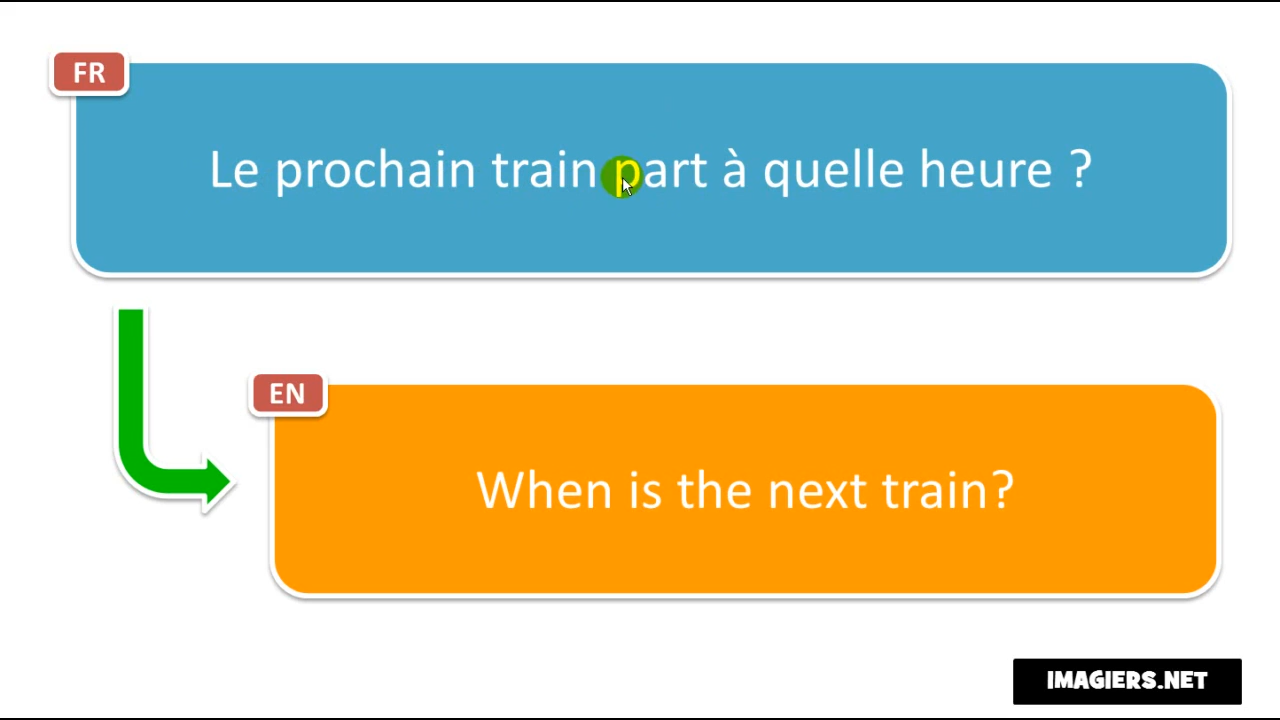 FR
Le prochain train part à quelle heure ?
EN
When is the next train?
IMAGIERS.NET